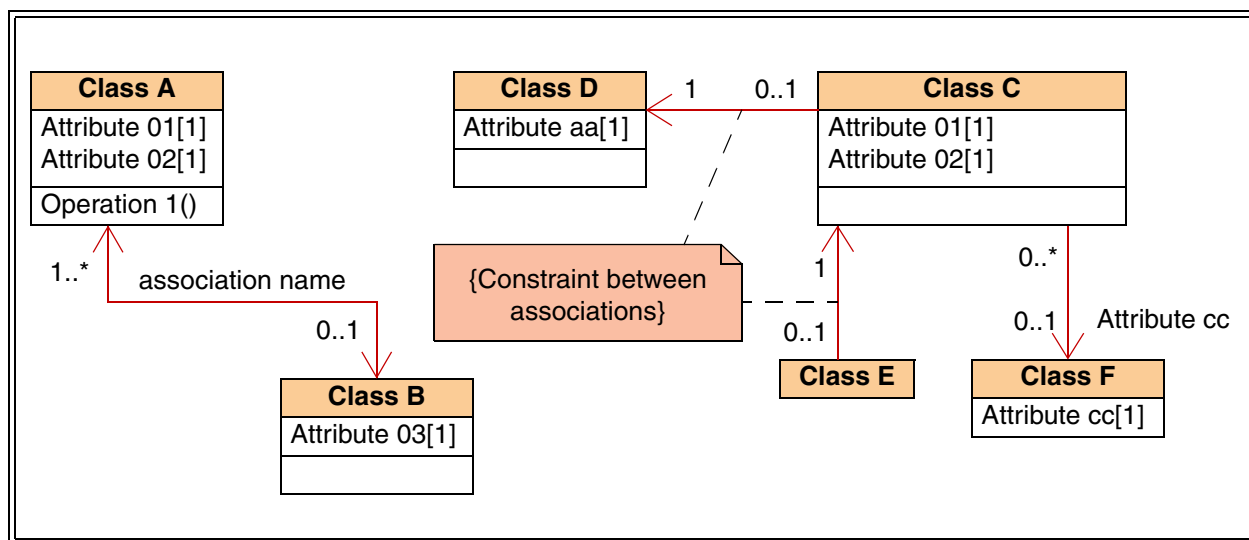 Class A
Attribute 01[1]
Attribute 02[1]
Operation 1()
1..*
association name
0..1
Class B
Attribute 03[1]
Class D
Attribute aa[1]
1
0..1
Class C
Attribute 01[1]
Attribute 02[1]
{Constraint between
associations}
1
0..1
Class E
0..*
0..1
Attribute cc
Class F
Attribute cc[1]